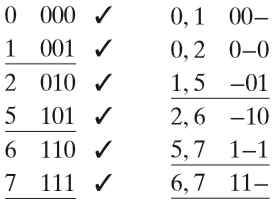 0 000 ✓ 0, 1 00–
1 001 ✓ 0, 2 0–0
2 010 ✓ 1, 5 –01
5 101 ✓ 2, 6 –10
6 110 ✓ 5, 7 1–1
7 111 ✓ 6, 7 11–